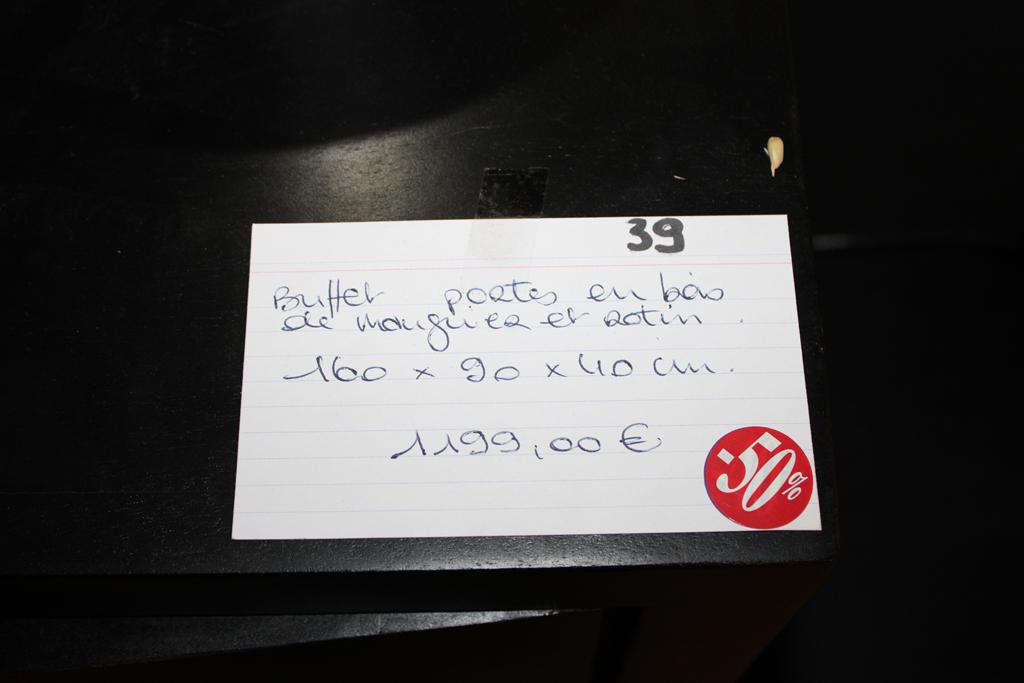 39
Buffet portes en bois
de manguier et rotin.
160 x 90 x 40 cm.
1199,00 €
-50%